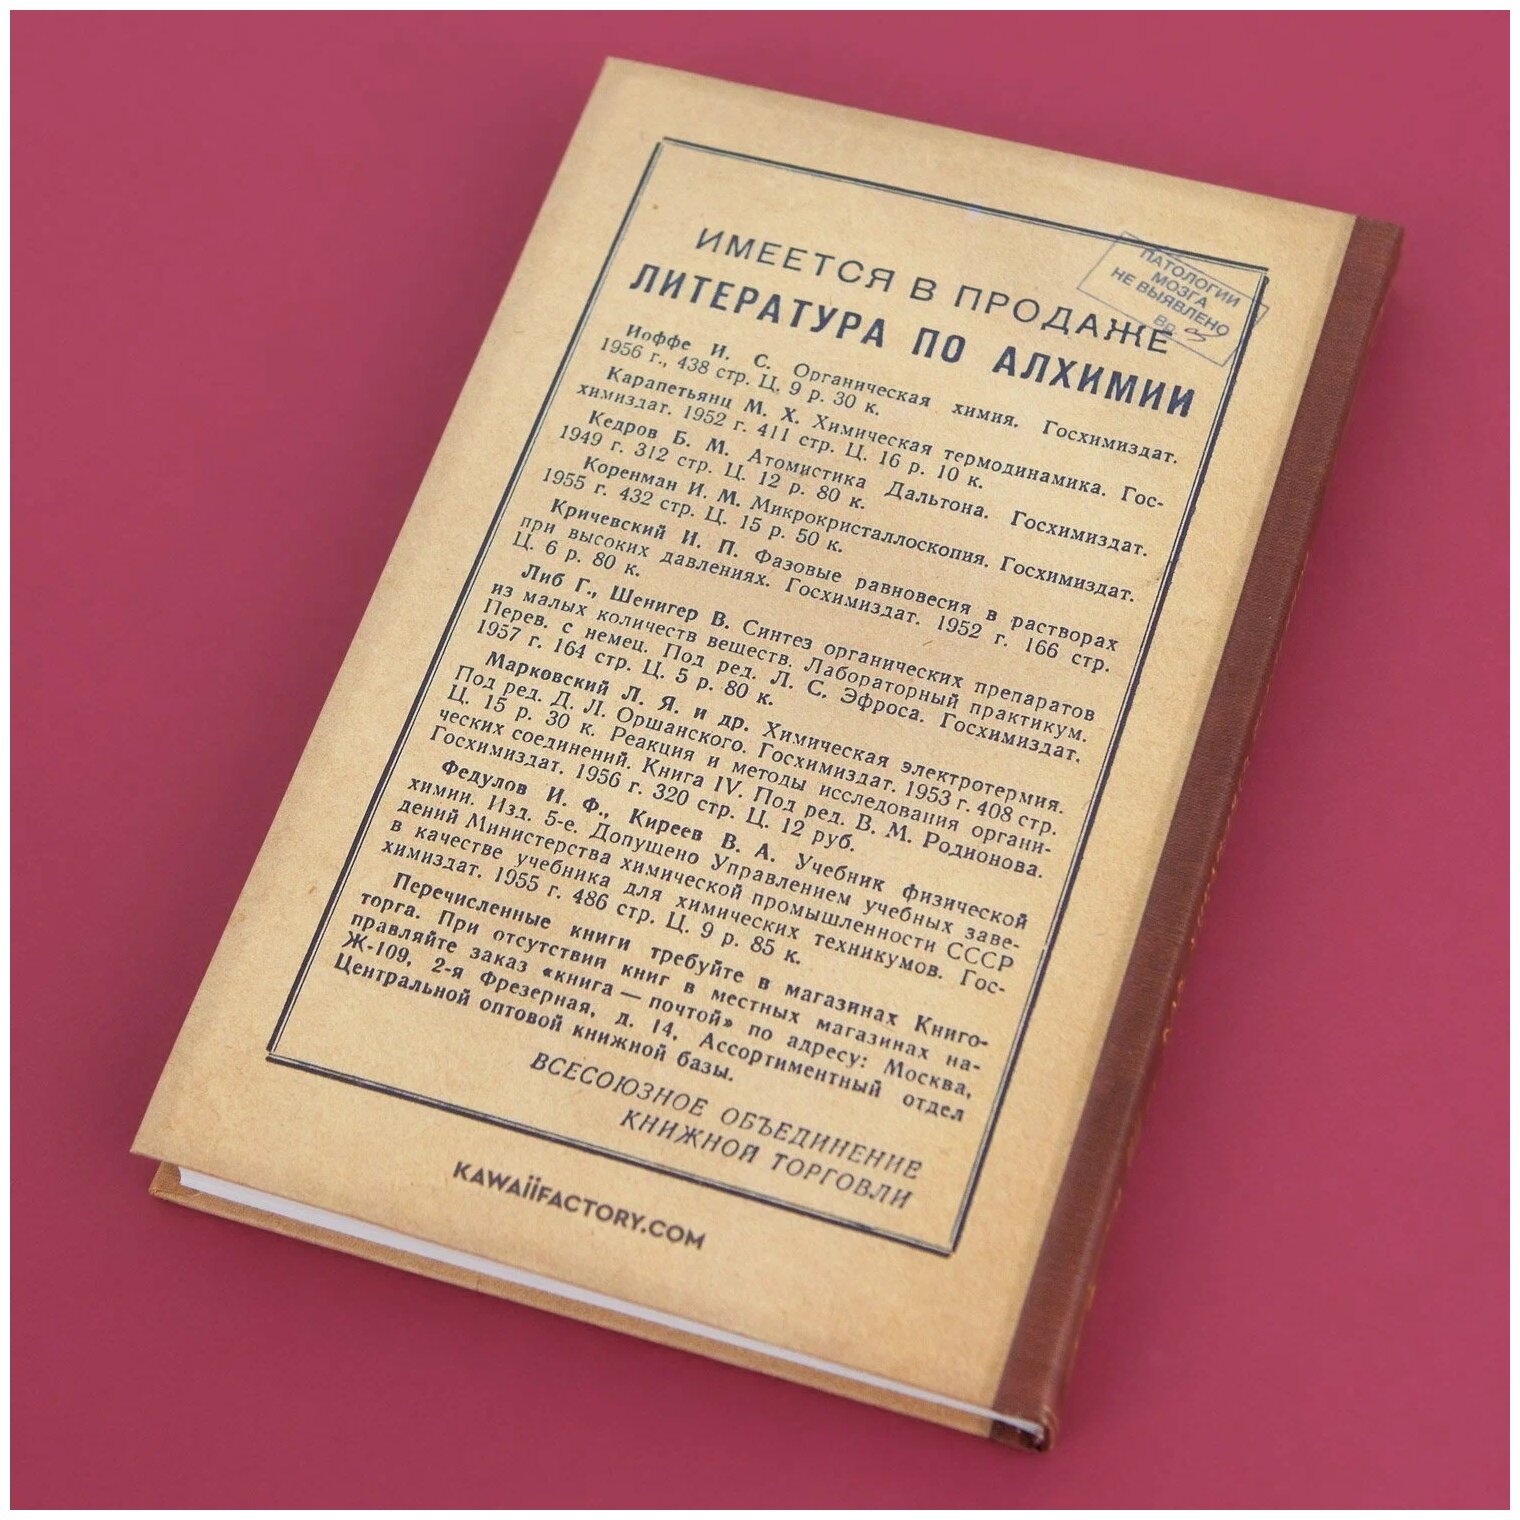 ПАТОЛОГИИ
МОЗГА
НЕ ВЫЯВЛЕНО
Вр.
ИМЕЕТСЯ В ПРОДАЖЕ
ЛИТЕРАТУРА ПО АЛХИМИИ
Иоффе И. С. Органическая химия. Госхимиздат.
1956 г., 438 стр. Ц. 9 р. 30 к.
Карапетьянц М. Х. Химическая термодинамика. Гос-
химиздат. 1952 г. 411 стр. Ц. 16 р. 10 к.
Кедров Б. М. Атомистика Дальтона. Госхимиздат.
1949 г. 312 стр. Ц. 12 р. 80 к.
Коренман И. М. Микрокристаллоскопия. Госхимиздат.
1955 г. 432 стр. Ц. 15 р. 50 к.
Кричевский И. П. Фазовые равновесия в растворах
при высоких давлениях. Госхимиздат. 1952 г. 166 стр.
Ц. 6 р. 80 к.
Либ Г., Шенигер В. Синтез органических препаратов
из малых количеств веществ. Лабораторный практикум.
Перев. с немец. Под ред. Л. С. Эфроса. Госхимиздат.
1957 г. 164 стр. Ц. 5 р. 80 к.
Марковский Л. Я. и др. Химическая электротермия.
Под ред. Д. Л. Оршанского. Госхимиздат. 1953 г. 408 стр.
Ц. 15 р. 30 к. Реакция и методы исследования органи-
ческих соединений. Книга IV. Под ред. В. М. Родионова.
Госхимиздат. 1956 г. 320 стр. Ц. 12 руб.
Федулов И. Ф., Киреев В. А. Учебник физической
химии. Изд. 5-е. Допущено Управлением учебных заве-
дений Министерства химической промышленности СССР
в качестве учебника для химических техникумов. Гос-
химиздат. 1955 г. 486 стр. Ц. 9 р. 85 к.
Перечисленные книги требуйте в магазинах Книго-
торга. При отсутствии книг в местных магазинах на-
правляйте заказ «книга — почтой» по адресу: Москва,
Ж-109, 2-я Фрезерная, д. 14, Ассортиментный отдел
Центральной оптовой книжной базы.
ВСЕСОЮЗНОЕ ОБЪЕДИНЕНИЕ
КНИЖНОЙ ТОРГОВЛИ
KAWAIIFACTORY.COM